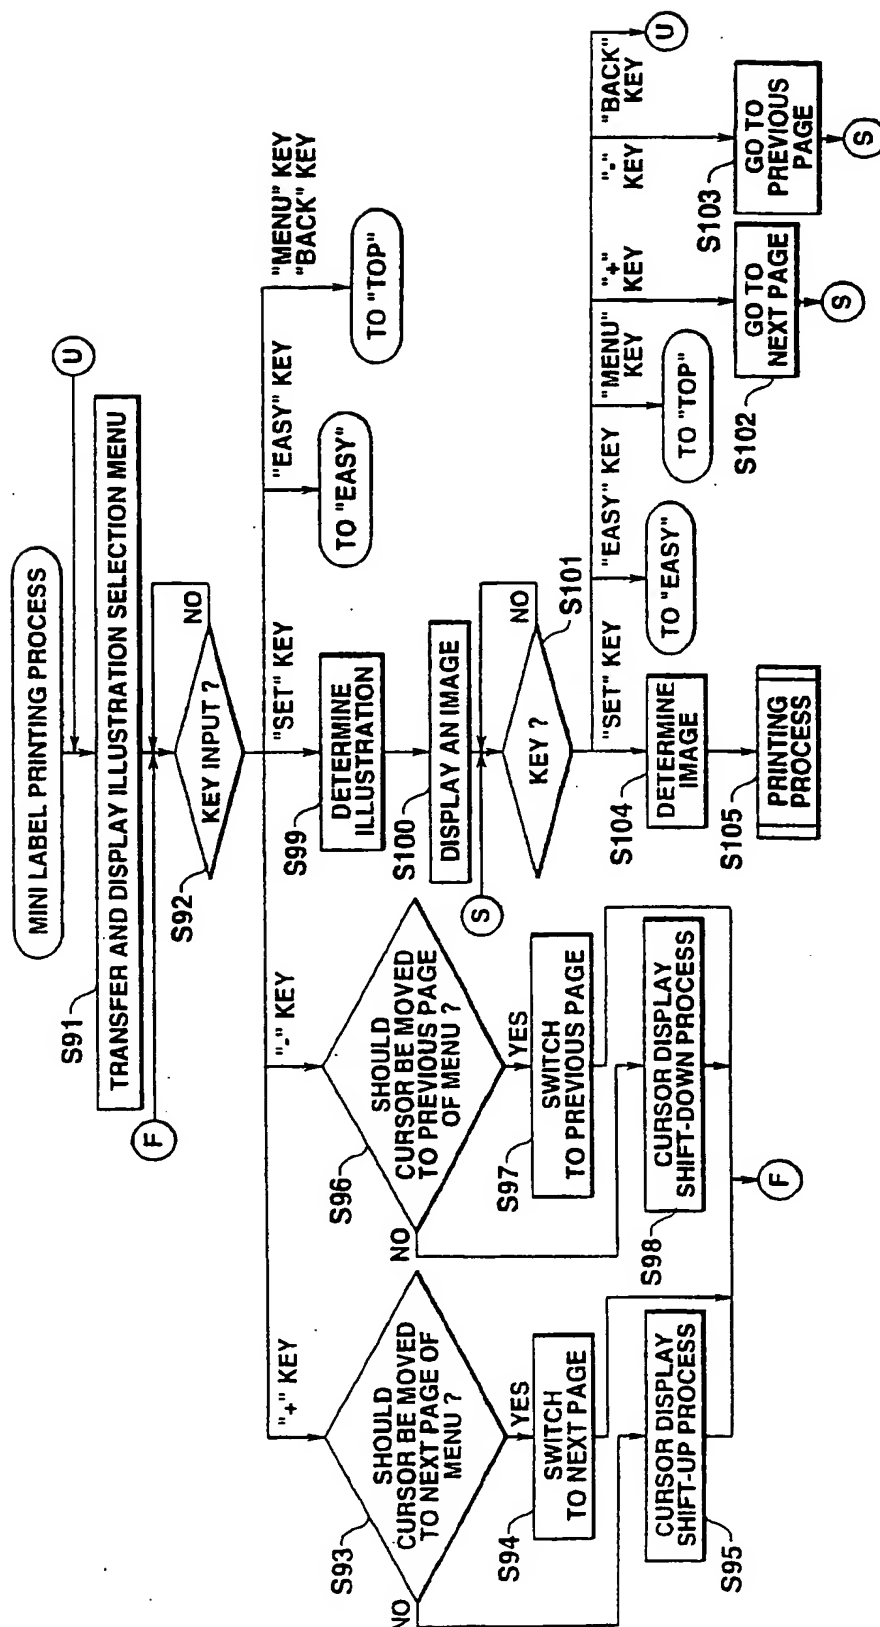 MINI LABEL PRINTING PROCESS
U
S91
TRANSFER AND DISPLAY ILLUSTRATION SELECTION MENU
F
S92
KEY INPUT ?
NO
"+" KEY
"-" KEY
"SET" KEY
"EASY" KEY
"MENU" KEY
"BACK" KEY
S93
SHOULD
CURSOR BE MOVED
TO NEXT PAGE OF
MENU ?
NO
YES
S94
SWITCH
TO NEXT PAGE
S95
CURSOR DISPLAY
SHIFT-UP PROCESS
S96
SHOULD
CURSOR BE MOVED
TO PREVIOUS PAGE
OF MENU ?
NO
YES
S97
SWITCH
TO PREVIOUS PAGE
S98
CURSOR DISPLAY
SHIFT-DOWN PROCESS
F
S99
DETERMINE
ILLUSTRATION
TO "EASY"
TO "TOP"
S100
DISPLAY AN IMAGE
S
KEY ?
NO
S101
"SET" KEY
"EASY" KEY
"MENU"
KEY
"+"
KEY
"-"
KEY
"BACK"
KEY
S104
DETERMINE
IMAGE
TO "EASY"
TO "TOP"
U
S105
PRINTING
PROCESS
S102
GO TO
NEXT PAGE
S
S103
GO TO
PREVIOUS
PAGE
S